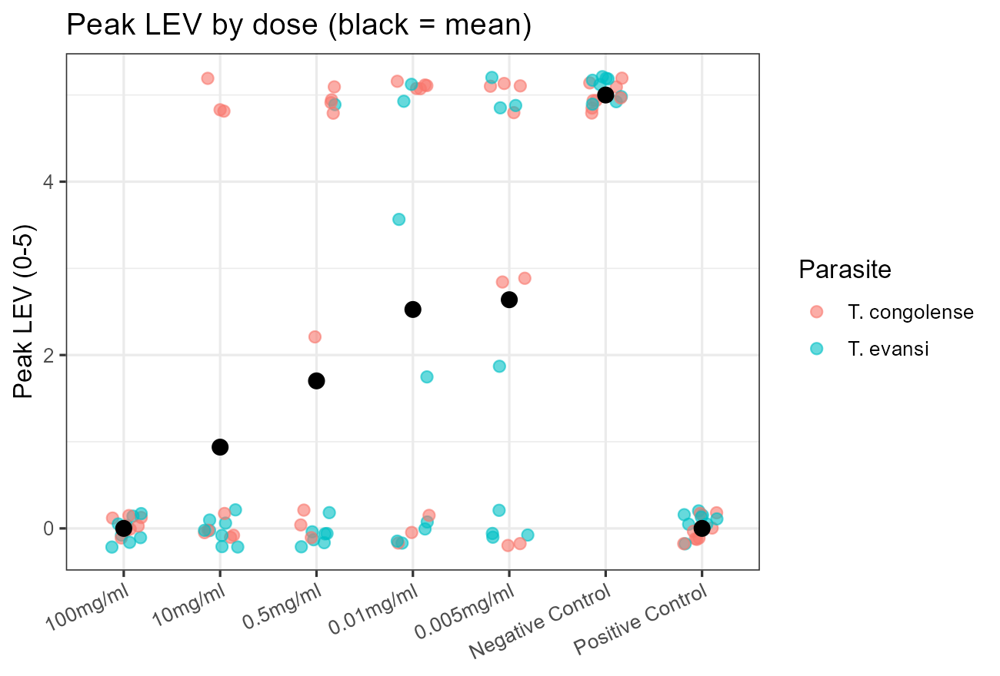 Peak LEV by dose (black = mean)
Peak LEV (0-5)
4
2
0
100mg/ml
10mg/ml
0.5mg/ml
0.01mg/ml
0.005mg/ml
Negative Control
Positive Control
Parasite
T. congolense
T. evansi